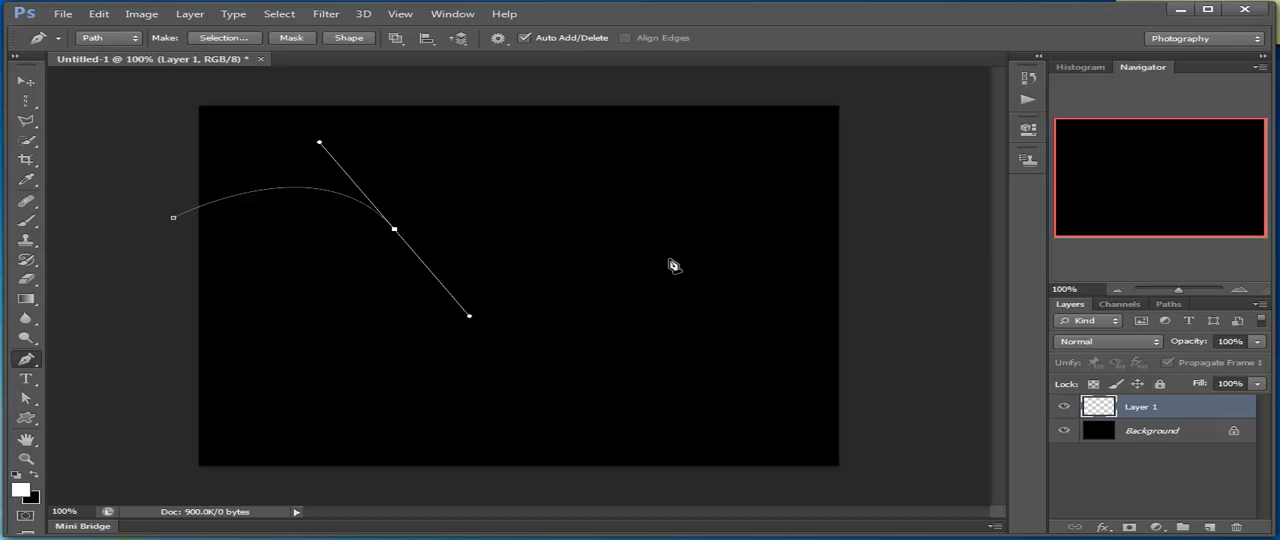 Ps File Edit Image Layer Type Select Filter 3D View Window Help
Path Make: Selection... Mask Shape Auto Add/Delete Align Edges Photography
Untitled-1 @ 100% (Layer 1, RGB/8) * ×
Histogram Navigator
100%
Layers Channels Paths
Kind
Normal Opacity: 100%
Unify: Propagate Frame 1
Lock: Fill: 100%
Layer 1
Background
100% Doc: 900.0K/0 bytes
Mini Bridge